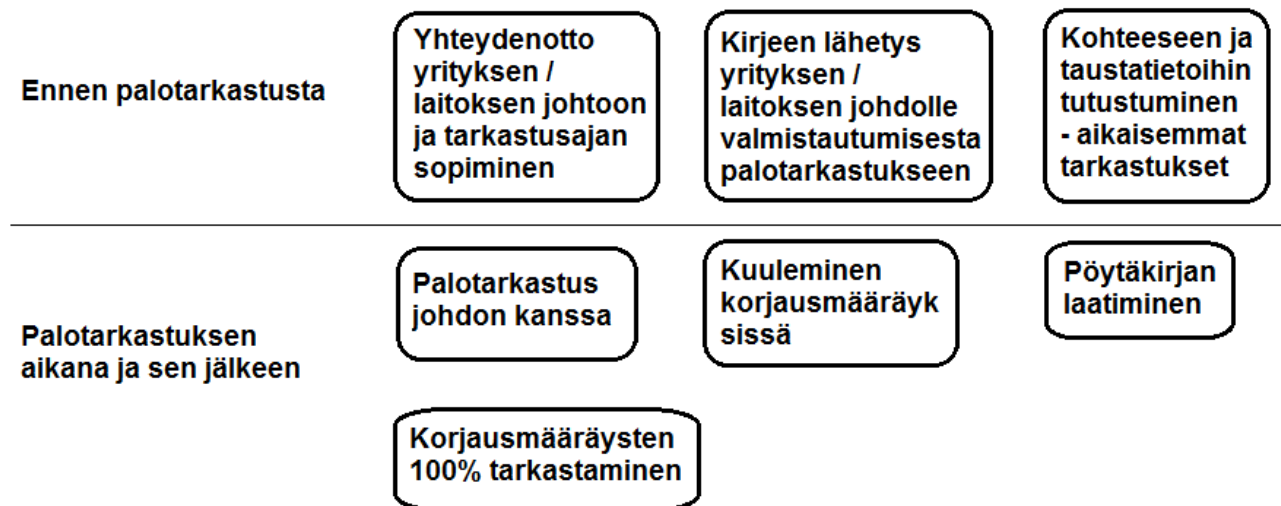 Ennen palotarkastusta
Yhteydenotto
yrityksen /
laitoksen johtoon
ja tarkastusajan
sopiminen
Kirjeen lähetys
yrityksen /
laitoksen johdolle
valmistautumisesta
palotarkastukseen
Kohteeseen ja
taustatietoihin
tutustuminen
- aikaisemmat
tarkastukset
Palotarkastuksen
aikana ja sen jälkeen
Palotarkastus
johdon kanssa
Kuuleminen
korjausmääräyk
sissä
Pöytäkirjan
laatiminen
Korjausmääräysten
100% tarkastaminen